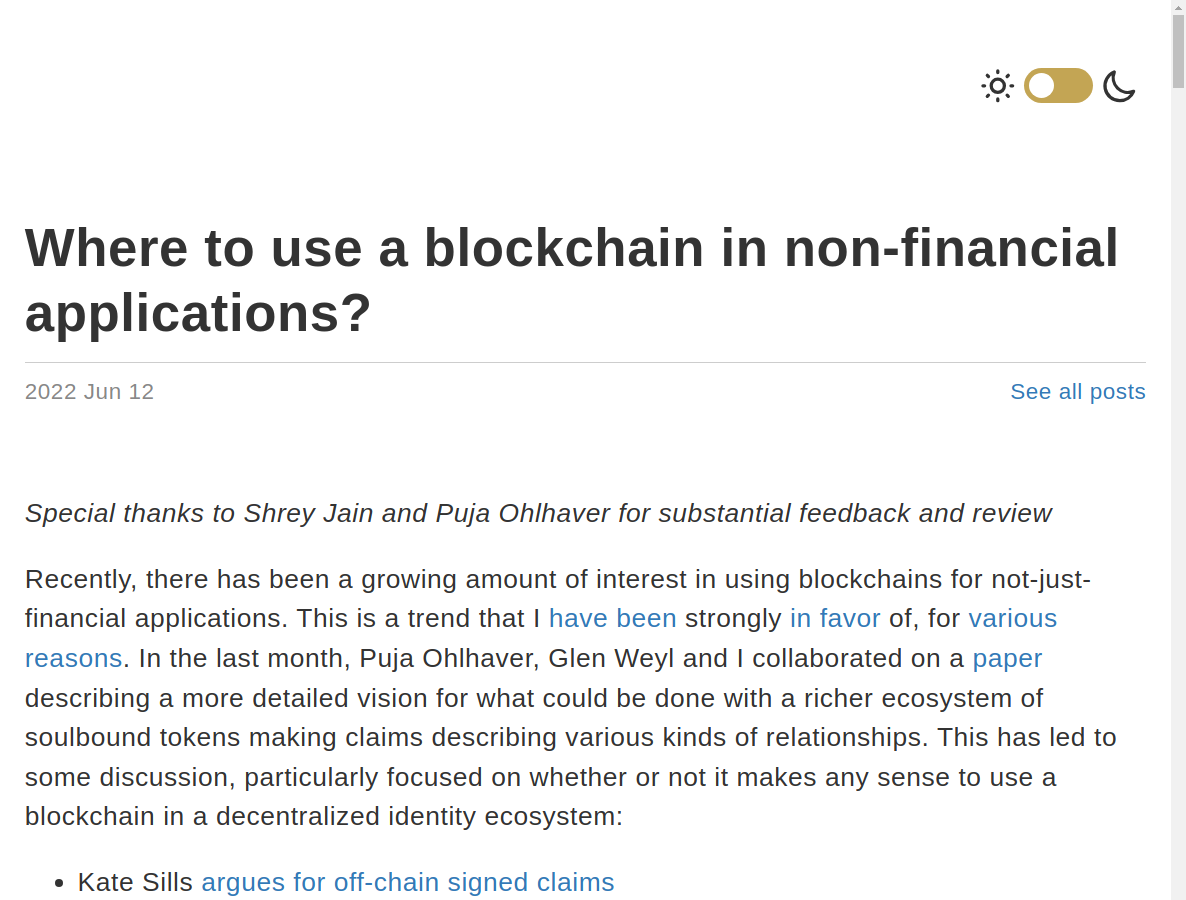 Where to use a blockchain in non-financial
applications?
2022 Jun 12
See all posts
Special thanks to Shrey Jain and Puja Ohlhaver for substantial feedback and review
Recently, there has been a growing amount of interest in using blockchains for not-just-
financial applications. This is a trend that I have been strongly in favor of, for various
reasons. In the last month, Puja Ohlhaver, Glen Weyl and I collaborated on a paper
describing a more detailed vision for what could be done with a richer ecosystem of
soulbound tokens making claims describing various kinds of relationships. This has led to
some discussion, particularly focused on whether or not it makes any sense to use a
blockchain in a decentralized identity ecosystem:
• Kate Sills argues for off-chain signed claims